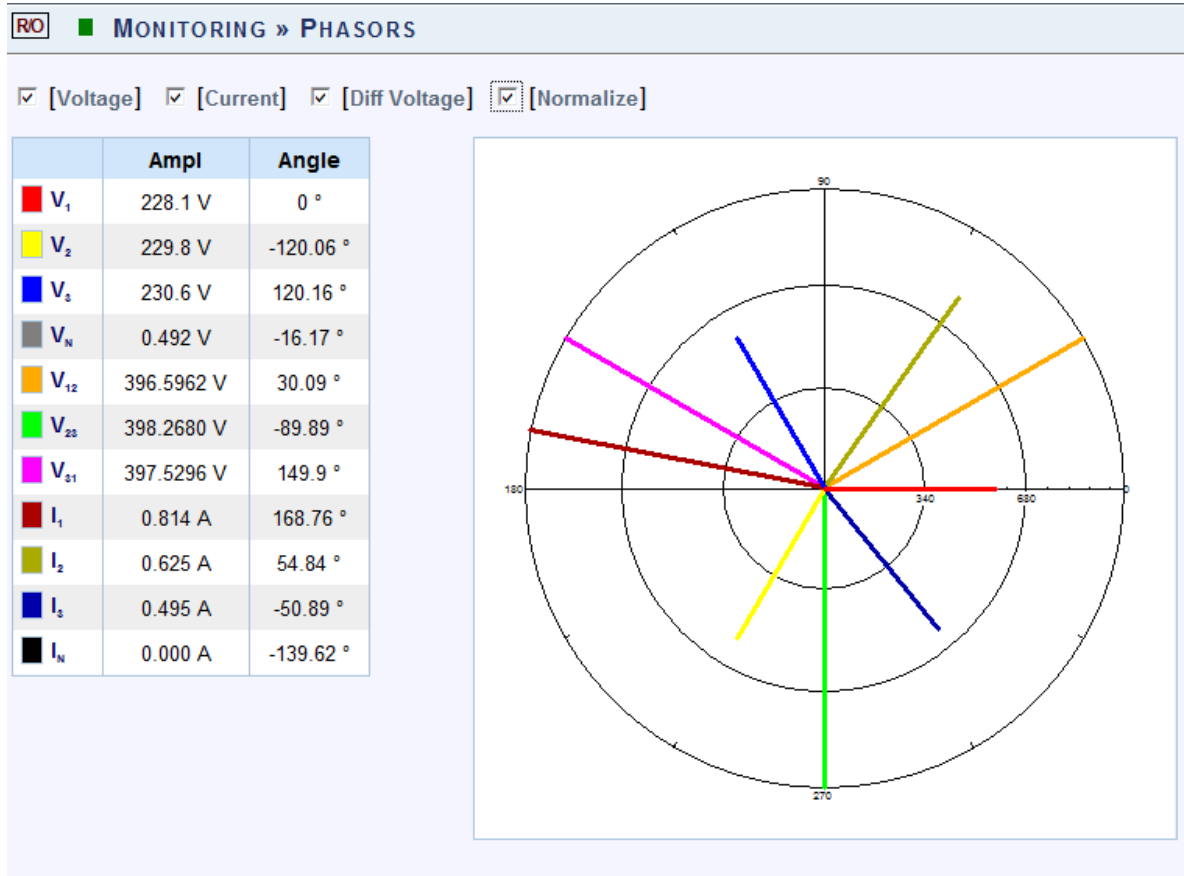 R/O MONITORING » PHASORS
[Voltage] [Current] [Diff Voltage] [Normalize]
Ampl Angle
V₁ 228.1 V 0 °
V₂ 229.8 V -120.06 °
V₃ 230.6 V 120.16 °
V_N 0.492 V -16.17 °
V₁₂ 396.5962 V 30.09 °
V₂₃ 398.2680 V -89.89 °
V₃₁ 397.5296 V 149.9 °
I₁ 0.814 A 168.76 °
I₂ 0.625 A 54.84 °
I₃ 0.495 A -50.89 °
I_N 0.000 A -139.62 °
90
180 340 680 0
270